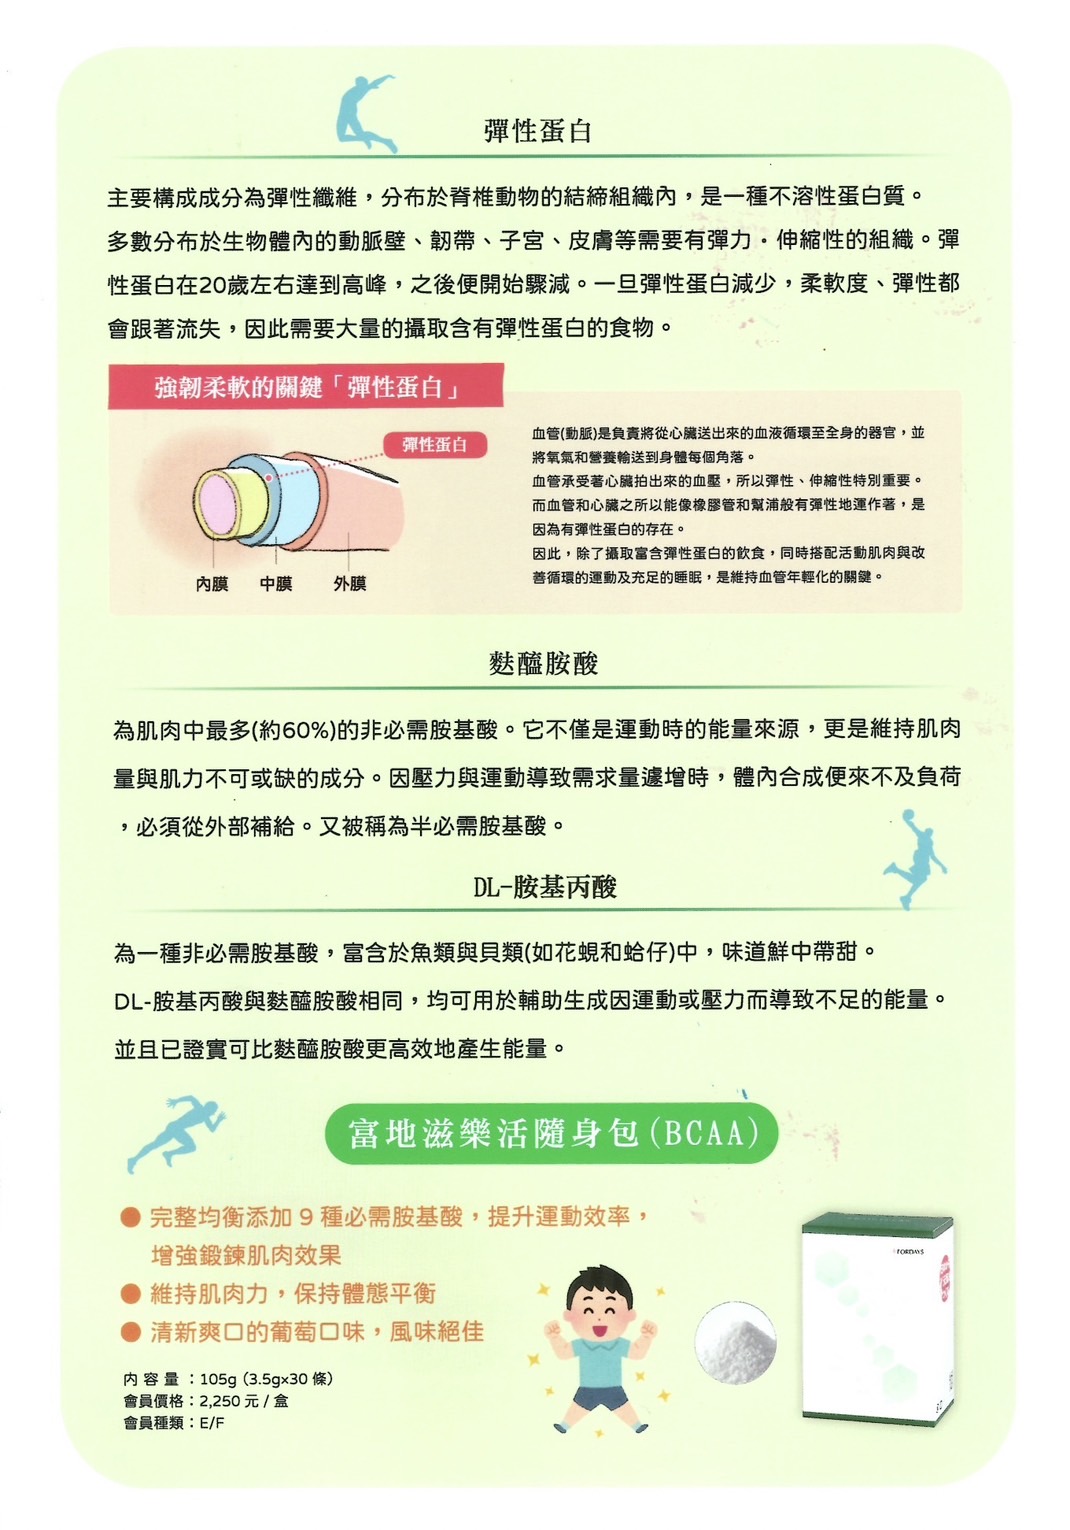 彈性蛋白
主要構成成分為彈性纖維，分布於脊椎動物的結締組織內，是一種不溶性蛋白質。
多數分布於生物體內的動脈壁、韌帶、子宮、皮膚等需要有彈力・伸縮性的組織。彈
性蛋白在20歲左右達到高峰，之後便開始驟減。一旦彈性蛋白減少，柔軟度、彈性都
會跟著流失，因此需要大量的攝取含有彈性蛋白的食物。
強韌柔軟的關鍵「彈性蛋白」
彈性蛋白
內膜 中膜 外膜
血管(動脈)是負責將從心臟送出來的血液循環至全身的器官，並
將氧氣和營養輸送到身體每個角落。
血管承受著心臟拍出來的血壓，所以彈性、伸縮性特別重要。
而血管和心臟之所以能像橡膠管和幫浦般有彈性地運作著，是
因為有彈性蛋白的存在。
因此，除了攝取富含彈性蛋白的飲食，同時搭配活動肌肉與改
善循環的運動及充足的睡眠，是維持血管年輕化的關鍵。
麩醯胺酸
為肌肉中最多(約60%)的非必需胺基酸。它不僅是運動時的能量來源，更是維持肌肉
量與肌力不可或缺的成分。因壓力與運動導致需求量遽增時，體內合成便來不及負荷
，必須從外部補給。又被稱為半必需胺基酸。
DL-胺基丙酸
為一種非必需胺基酸，富含於魚類與貝類(如花蜆和蛤仔)中，味道鮮中帶甜。
DL-胺基丙酸與麩醯胺酸相同，均可用於輔助生成因運動或壓力而導致不足的能量。
並且已證實可比麩醯胺酸更高效地產生能量。
富地滋樂活隨身包(BCAA)
● 完整均衡添加 9 種必需胺基酸，提升運動效率，
增強鍛鍊肌肉效果
● 維持肌肉力，保持體態平衡
● 清新爽口的葡萄口味，風味絕佳
內 容 量 ：105g（3.5g×30 條）
會員價格：2,250 元 / 盒
會員種類：E/F
FORDAYS